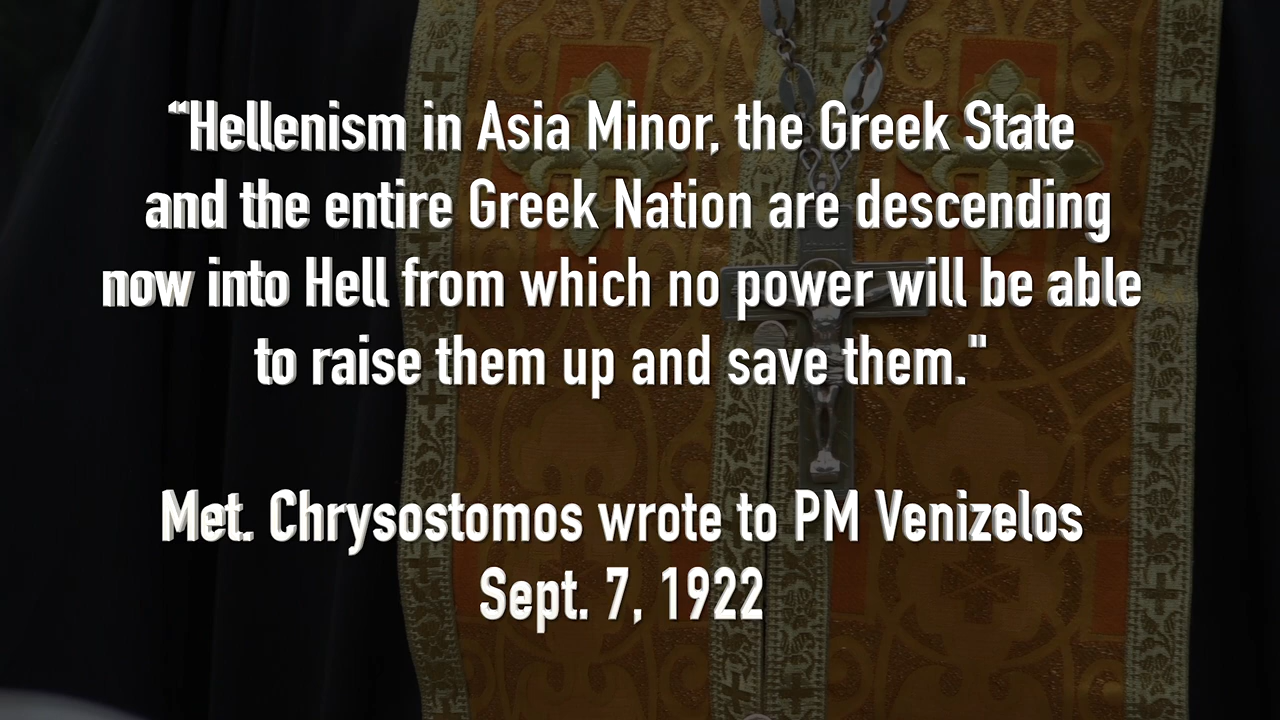 “Hellenism in Asia Minor, the Greek State
and the entire Greek Nation are descending
now into Hell from which no power will be able
to raise them up and save them."
Met. Chrysostomos wrote to PM Venizelos
Sept. 7, 1922